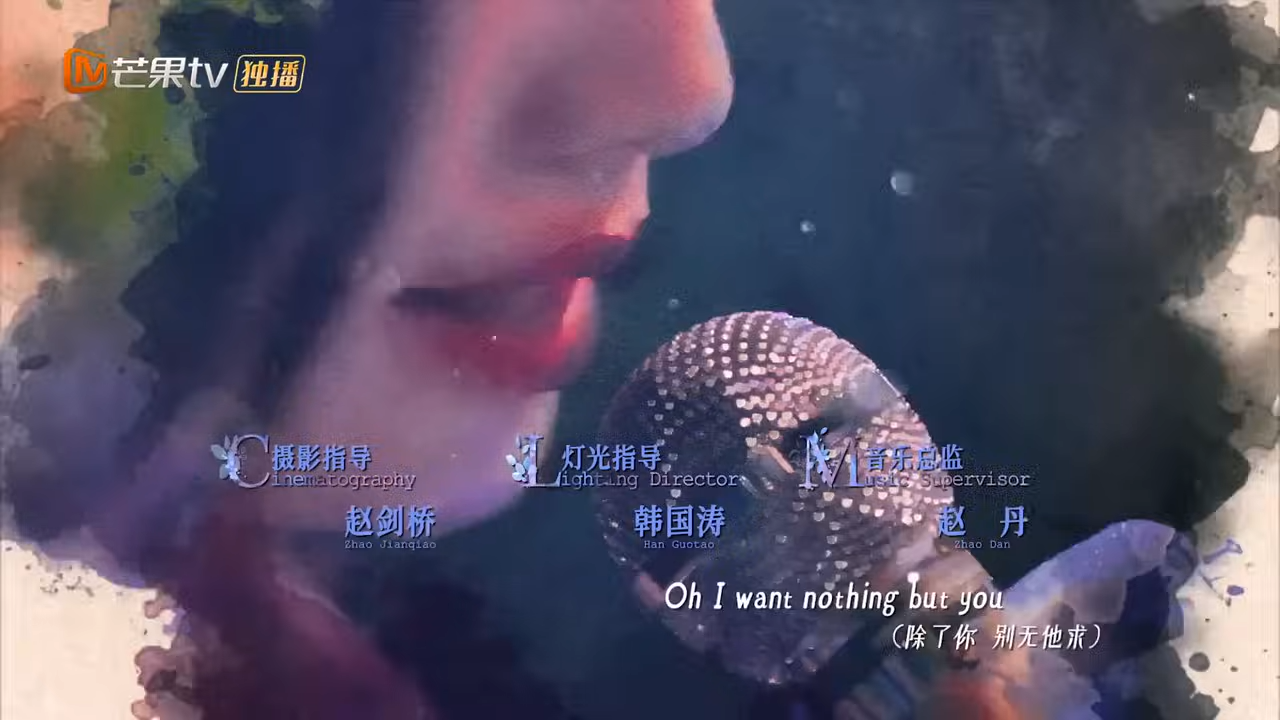 芒果tv 独播
摄影指导
Cinematography
赵剑桥
Zhao Jianqiao
灯光指导
Lighting Director
韩国涛
Han Guotao
音乐总监
Music Supervisor
赵 丹
Zhao Dan
Oh I want nothing but you
（除了你 别无他求）